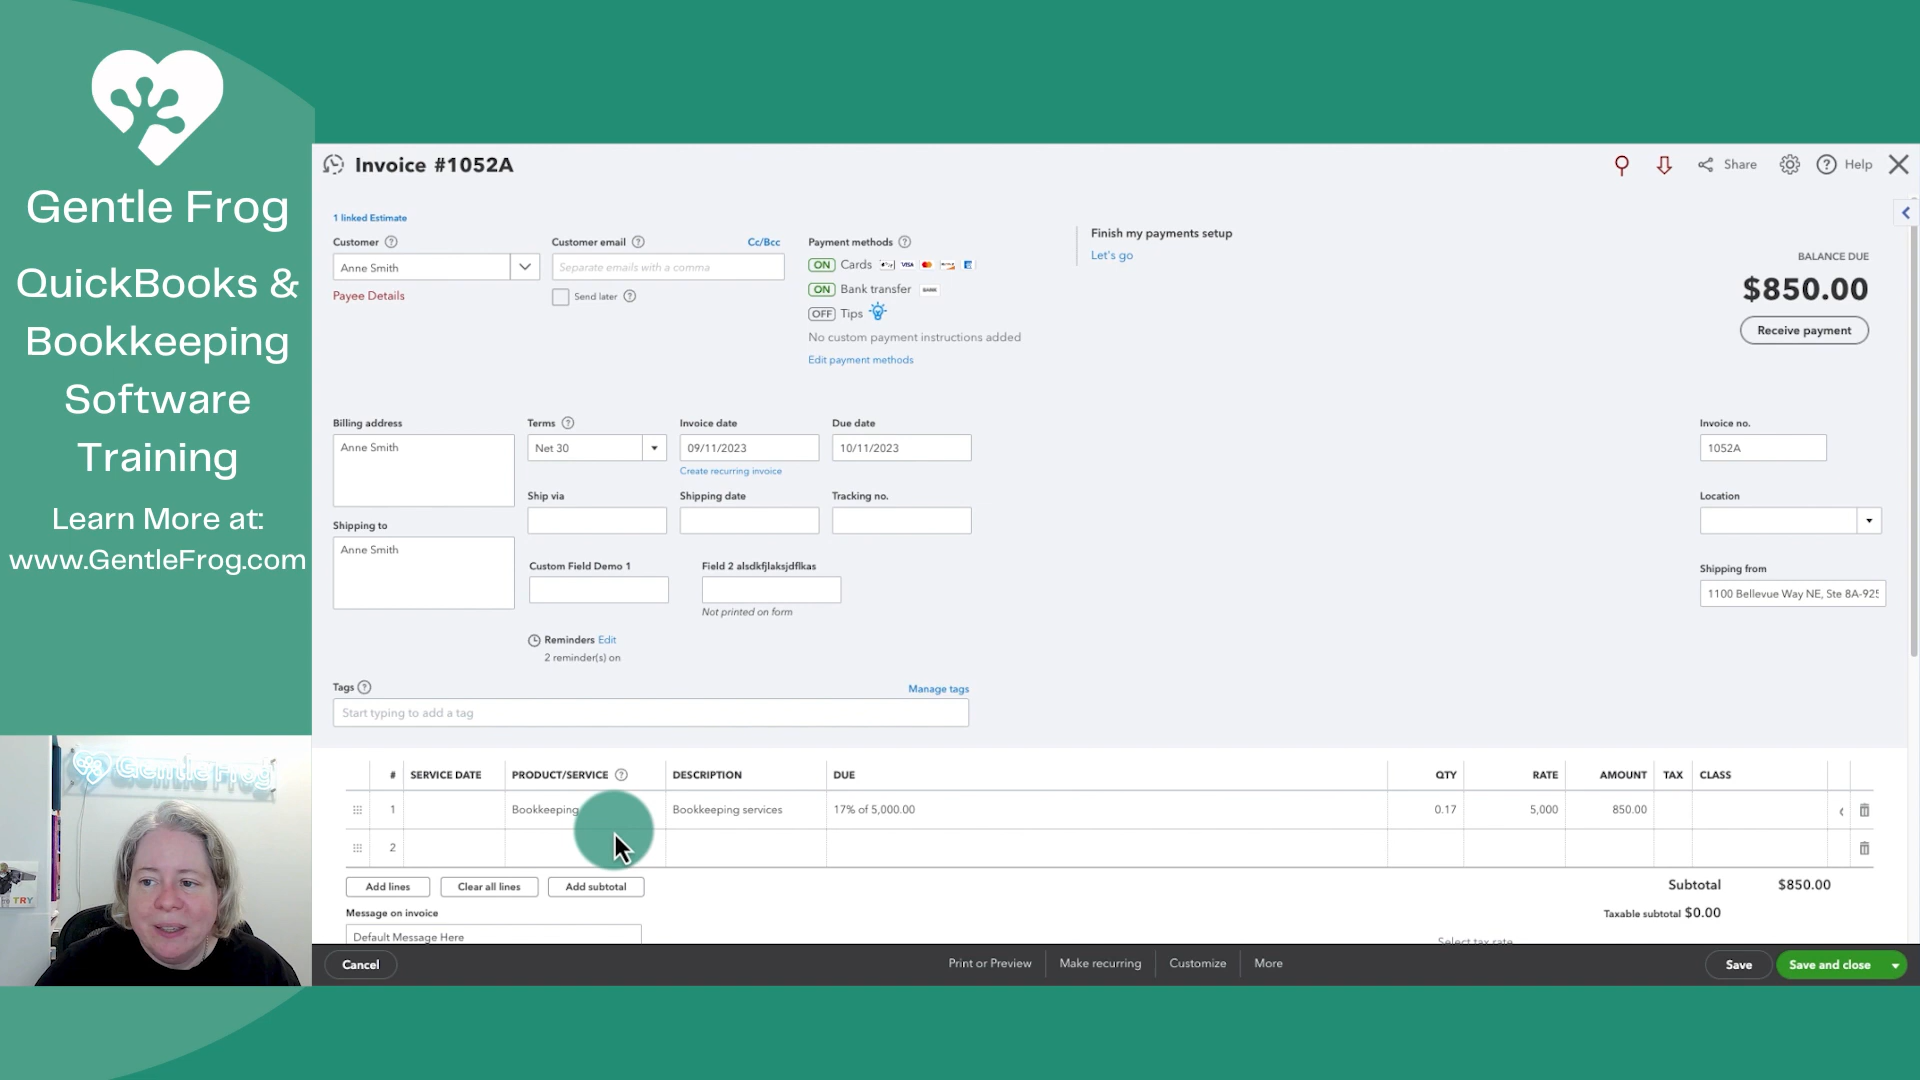 Gentle Frog
QuickBooks &
Bookkeeping
Software
Training
Learn More at:
www.GentleFrog.com
Gentle Frog
TRY
Invoice #1052A
Share
Help
1 linked Estimate
Customer
Customer email
Cc/Bcc
Anne Smith
Separate emails with a comma
Payee Details
Send later
Payment methods
ON Cards
VISA
ON Bank transfer
BANK
OFF Tips
No custom payment instructions added
Edit payment methods
Finish my payments setup
Let's go
BALANCE DUE
$850.00
Receive payment
Billing address
Anne Smith
Shipping to
Anne Smith
Terms
Net 30
Invoice date
09/11/2023
Create recurring invoice
Due date
10/11/2023
Ship via
Shipping date
Tracking no.
Custom Field Demo 1
Field 2 alsdkfjlaksjdflkas
Not printed on form
Reminders Edit
2 reminder(s) on
Invoice no.
1052A
Location
Shipping from
1100 Bellevue Way NE, Ste 8A-925
Tags
Manage tags
Start typing to add a tag
# SERVICE DATE PRODUCT/SERVICE DESCRIPTION DUE QTY RATE AMOUNT TAX CLASS
1 Bookkeeping Bookkeeping services 17% of 5,000.00 0.17 5,000 850.00
2
Add lines
Clear all lines
Add subtotal
Subtotal $850.00
Message on invoice
Taxable subtotal $0.00
Default Message Here
Select tax rate
Cancel
Print or Preview
Make recurring
Customize
More
Save
Save and close